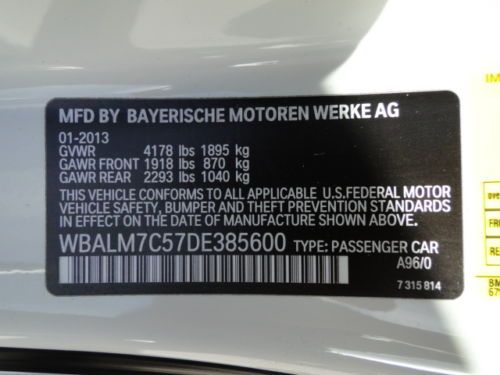 MFD BY BAYERISCHE MOTOREN WERKE AG
01-2013
GVWR 4178 lbs 1895 kg
GAWR FRONT 1918 lbs 870 kg
GAWR REAR 2293 lbs 1040 kg
THIS VEHICLE CONFORMS TO ALL APPLICABLE U.S.FEDERAL MOTOR
VEHICLE SAFETY, BUMPER, AND THEFT PREVENTION STANDARDS
IN EFFECT ON THE DATE OF MANUFACTURE SHOWN ABOVE.
WBALM7C57DE385600 TYPE: PASSENGER CAR
A96/0
7 315 814